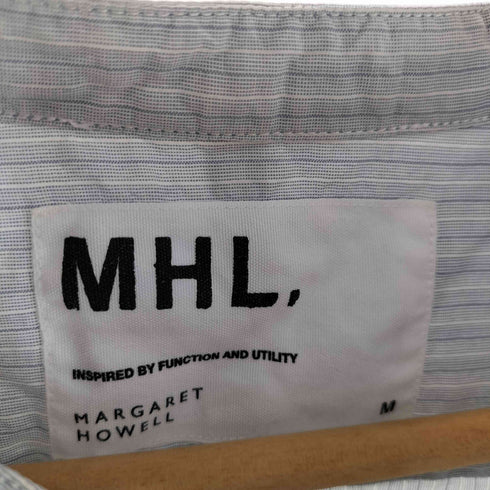 MHL,
INSPIRED BY FUNCTION AND UTILITY
MARGARET
HOWELL
M